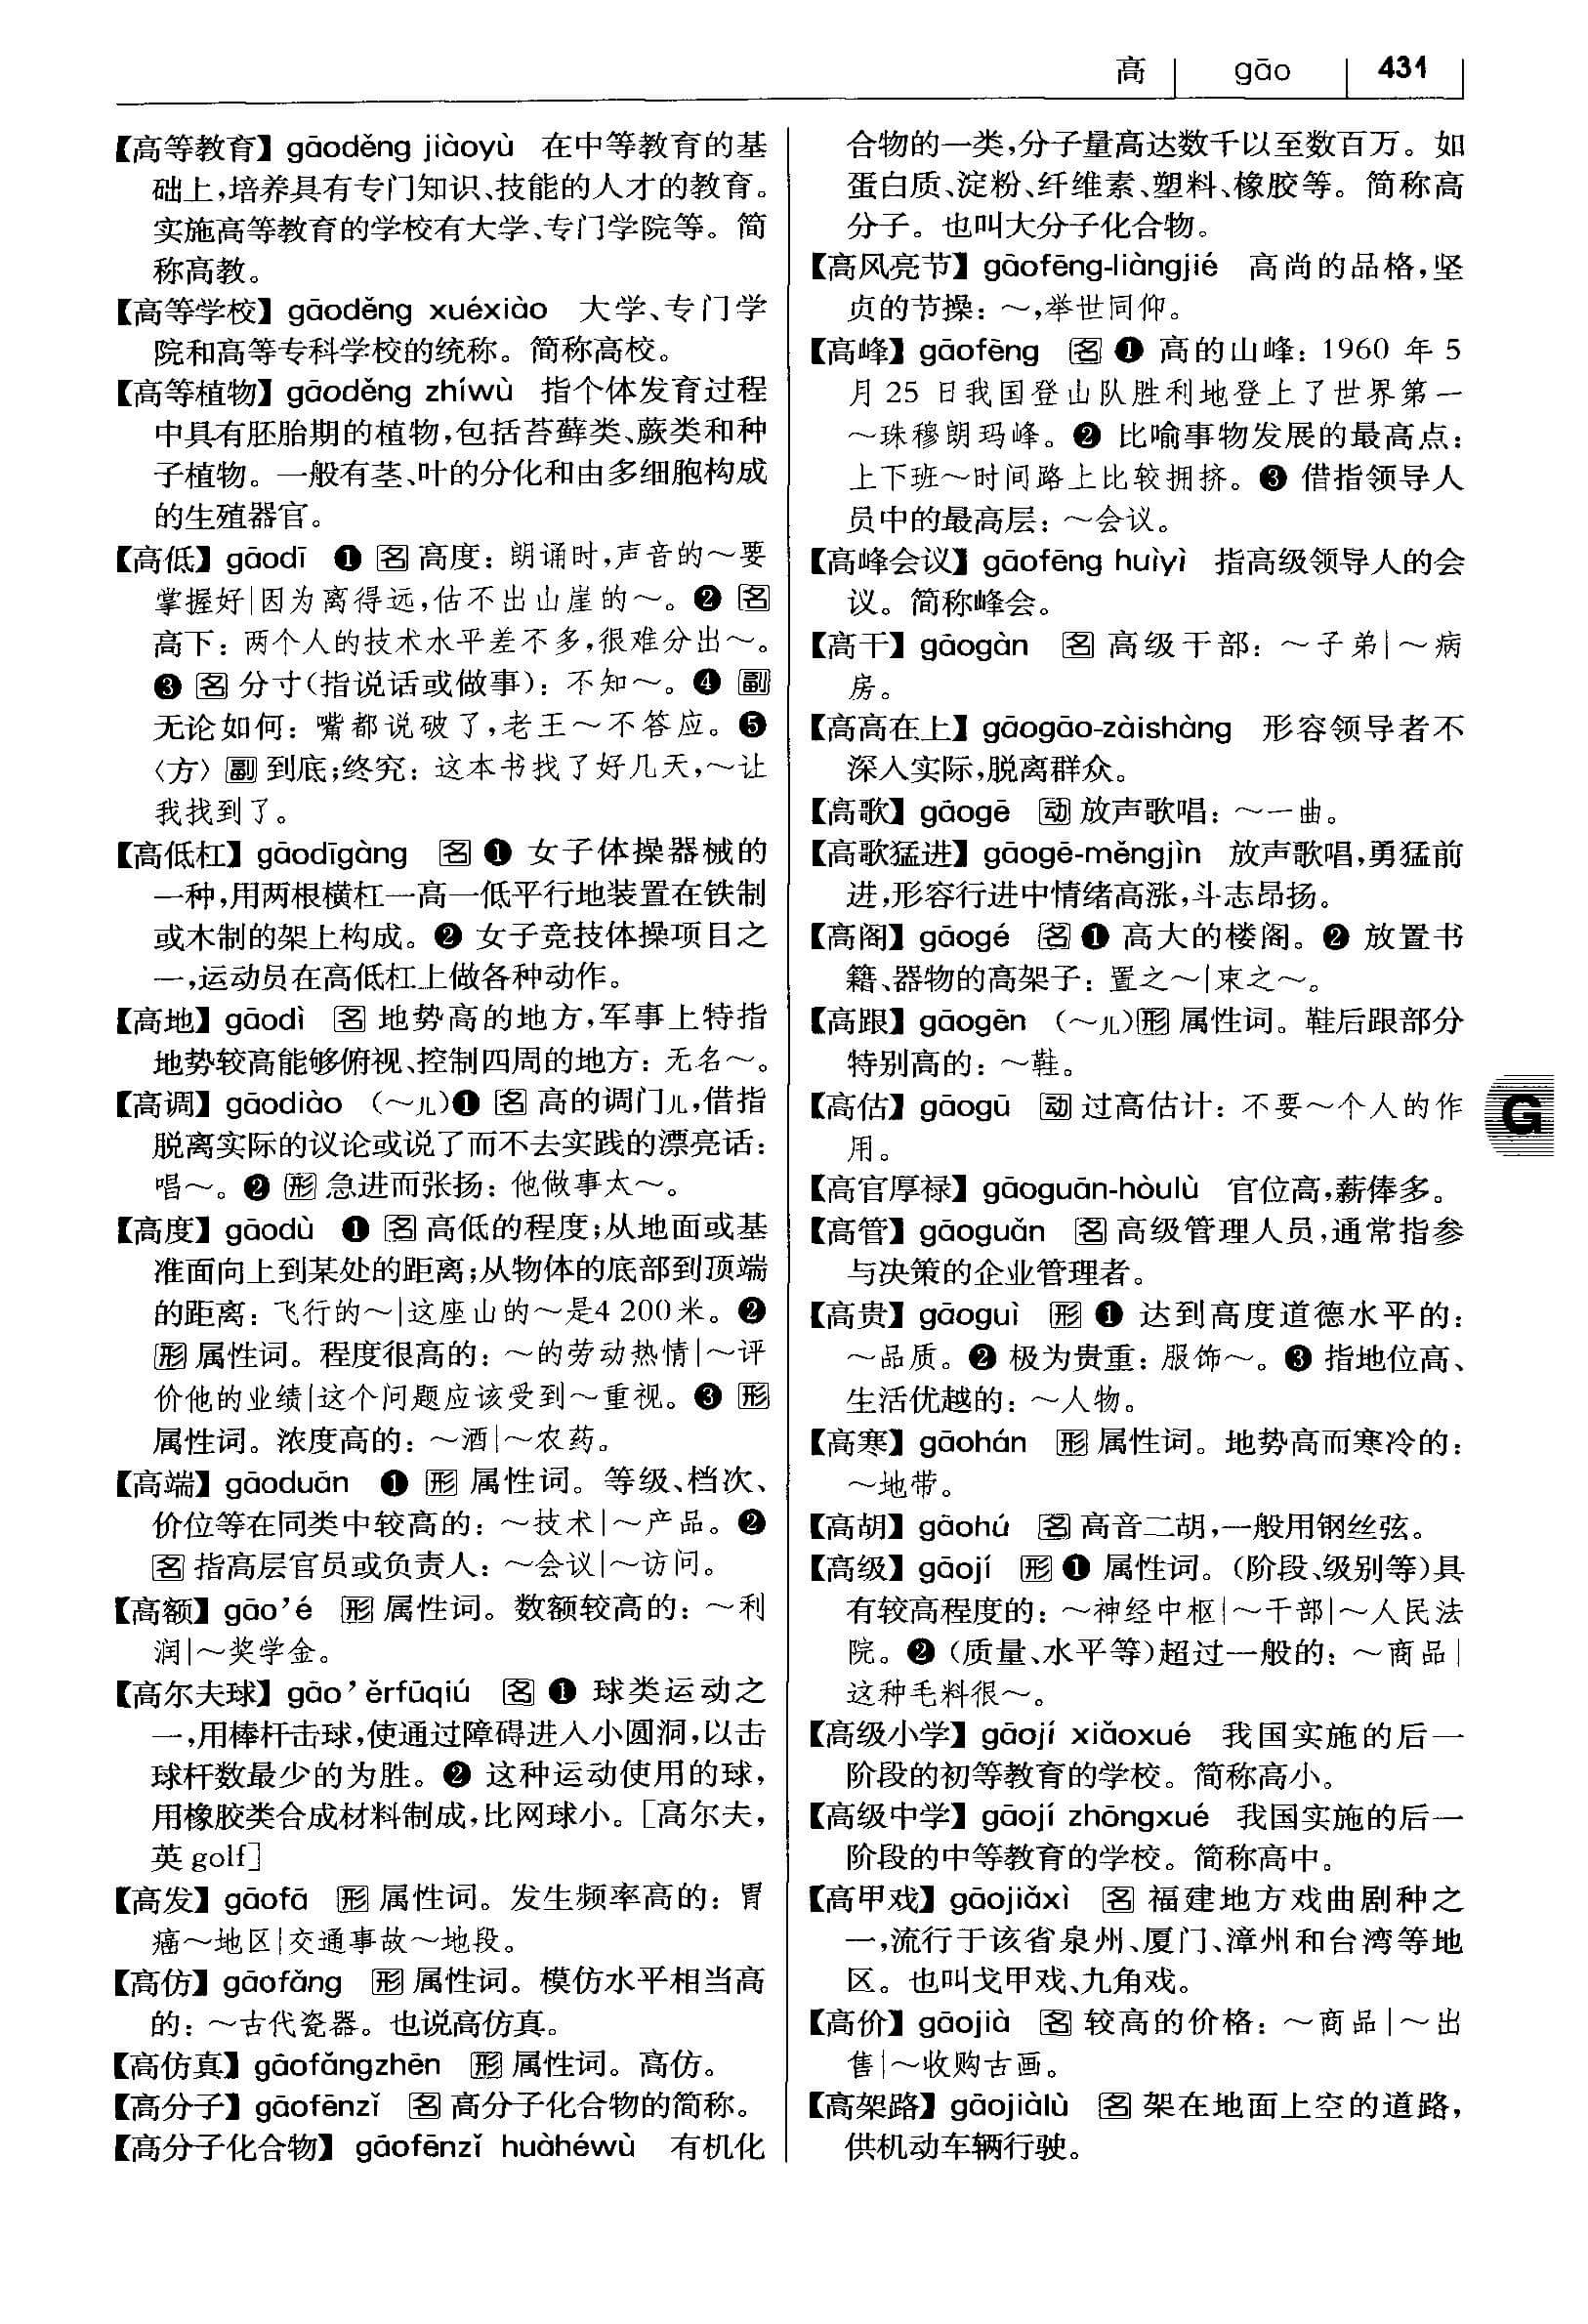 高 gāo 431
【高等教育】 gāoděng jiàoyù 在中等教育的基
础上,培养具有专门知识、技能的人才的教育。
实施高等教育的学校有大学、专门学院等。简
称高教。
【高等学校】 gāoděng xuéxiào 大学、专门学
院和高等专科学校的统称。简称高校。
【高等植物】 gāoděng zhíwù 指个体发育过程
中具有胚胎期的植物,包括苔藓类、蕨类和种
子植物。一般有茎、叶的分化和由多细胞构成
的生殖器官。
【高低】 gāodī ❶ 名 高度: 朗诵时,声音的～要
掌握好|因为离得远,估不出山崖的～。❷ 名
高下: 两个人的技术水平差不多,很难分出～。
❸ 名 分寸(指说话或做事): 不知～。❹ 副
无论如何: 嘴都说破了,老王～不答应。❺
〈方〉 副 到底;终究: 这本书找了好几天,～让
我找到了。
【高低杠】 gāodīgàng 名 ❶ 女子体操器械的
一种,用两根横杠一高一低平行地装置在铁制
或木制的架上构成。❷ 女子竞技体操项目之
一,运动员在高低杠上做各种动作。
【高地】 gāodì 名 地势高的地方,军事上特指
地势较高能够俯视、控制四周的地方: 无名～。
【高调】 gāodiào (～儿)❶ 名 高的调门儿,借指
脱离实际的议论或说了而不去实践的漂亮话:
唱～。❷ 形 急进而张扬: 他做事太～。
【高度】 gāodù ❶ 名 高低的程度;从地面或基
准面向上到某处的距离;从物体的底部到顶端
的距离: 飞行的～|这座山的～是4 200米。❷
形 属性词。程度很高的: ～的劳动热情|～评
价他的业绩|这个问题应该受到～重视。❸ 形
属性词。浓度高的: ～酒|～农药。
【高端】 gāoduān ❶ 形 属性词。等级、档次、
价位等在同类中较高的: ～技术|～产品。❷
名 指高层官员或负责人: ～会议|～访问。
【高额】 gāo'é 形 属性词。数额较高的: ～利
润|～奖学金。
【高尔夫球】 gāo'ěrfūqiú 名 ❶ 球类运动之
一,用棒杆击球,使通过障碍进入小圆洞,以击
球杆数最少的为胜。❷ 这种运动使用的球,
用橡胶类合成材料制成,比网球小。[高尔夫,
英 golf]
【高发】 gāofā 形 属性词。发生频率高的: 胃
癌～地区|交通事故～地段。
【高仿】 gāofǎng 形 属性词。模仿水平相当高
的: ～古代瓷器。也说高仿真。
【高仿真】 gāofǎngzhēn 形 属性词。高仿。
【高分子】 gāofēnzǐ 名 高分子化合物的简称。
【高分子化合物】 gāofēnzǐ huàhéwù 有机化
合物的一类,分子量高达数千以至数百万。如
蛋白质、淀粉、纤维素、塑料、橡胶等。简称高
分子。也叫大分子化合物。
【高风亮节】 gāofēng-liàngjié 高尚的品格,坚
贞的节操: ～,举世同仰。
【高峰】 gāofēng 名 ❶ 高的山峰: 1960 年 5
月 25 日我国登山队胜利地登上了世界第一
～珠穆朗玛峰。❷ 比喻事物发展的最高点:
上下班～时间路上比较拥挤。❸ 借指领导人
员中的最高层: ～会议。
【高峰会议】 gāofēng huìyì 指高级领导人的会
议。简称峰会。
【高干】 gāogàn 名 高级干部: ～子弟|～病
房。
【高高在上】 gāogāo-zàishàng 形容领导者不
深入实际,脱离群众。
【高歌】 gāogē 动 放声歌唱: ～一曲。
【高歌猛进】 gāogē-měngjìn 放声歌唱,勇猛前
进,形容行进中情绪高涨,斗志昂扬。
【高阁】 gāogé 名 ❶ 高大的楼阁。❷ 放置书
籍、器物的高架子: 置之～|束之～。
【高跟】 gāogēn (～儿)形 属性词。鞋后跟部分
特别高的: ～鞋。
【高估】 gāogū 动 过高估计: 不要～个人的作
用。
【高官厚禄】 gāoguān-hòulù 官位高,薪俸多。
【高管】 gāoguǎn 名 高级管理人员,通常指参
与决策的企业管理者。
【高贵】 gāoguì 形 ❶ 达到高度道德水平的:
～品质。❷ 极为贵重: 服饰～。❸ 指地位高、
生活优越的: ～人物。
【高寒】 gāohán 形 属性词。地势高而寒冷的:
～地带。
【高胡】 gāohú 名 高音二胡,一般用钢丝弦。
【高级】 gāojí 形 ❶ 属性词。(阶段、级别等)具
有较高程度的: ～神经中枢|～干部|～人民法
院。❷ (质量、水平等)超过一般的: ～商品|
这种毛料很～。
【高级小学】 gāojí xiǎoxué 我国实施的后一
阶段的初等教育的学校。简称高小。
【高级中学】 gāojí zhōngxué 我国实施的后一
阶段的中等教育的学校。简称高中。
【高甲戏】 gāojiǎxì 名 福建地方戏曲剧种之
一,流行于该省泉州、厦门、漳州和台湾等地
区。也叫戈甲戏、九角戏。
【高价】 gāojià 名 较高的价格: ～商品|～出
售|～收购古画。
【高架路】 gāojiàlù 名 架在地面上空的道路,
供机动车辆行驶。
G